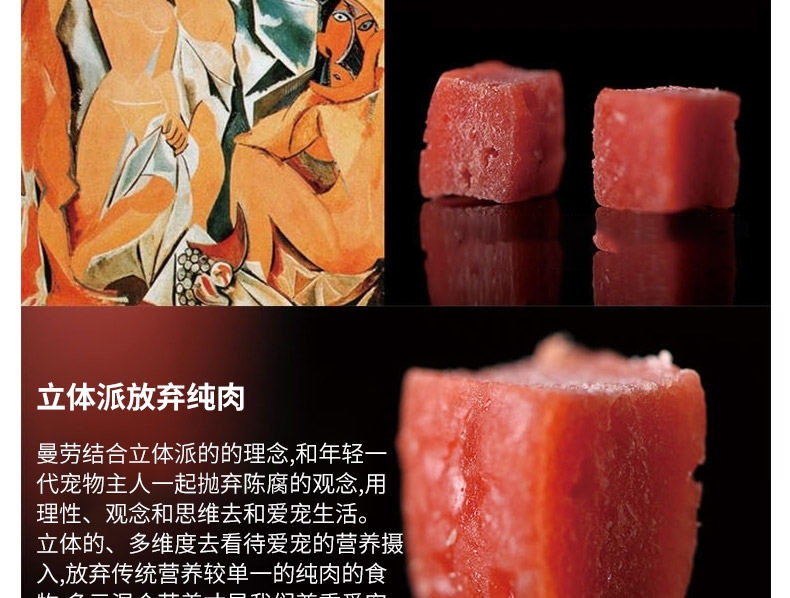 立体派放弃纯肉
曼劳结合立体派的的理念,和年轻一
代宠物主人一起抛弃陈腐的观念,用
理性、观念和思维去和爱宠生活。
立体的、多维度去看待爱宠的营养摄
入,放弃传统营养较单一的纯肉的食